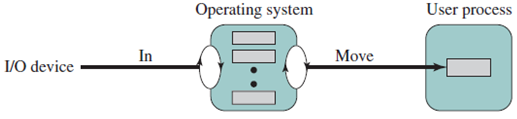 Operating system
User process
I/O device
In
Move